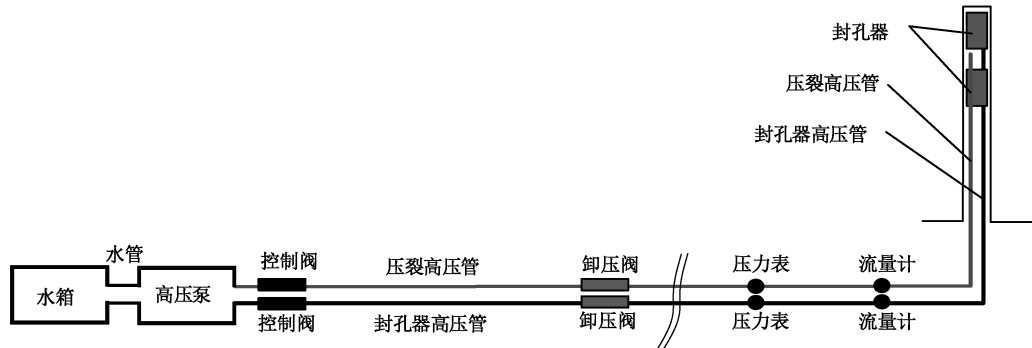 封孔器
压裂高压管
封孔器高压管
水管
控制阀
压裂高压管
卸压阀
压力表
流量计
水箱
高压泵
控制阀
封孔器高压管
卸压阀
压力表
流量计